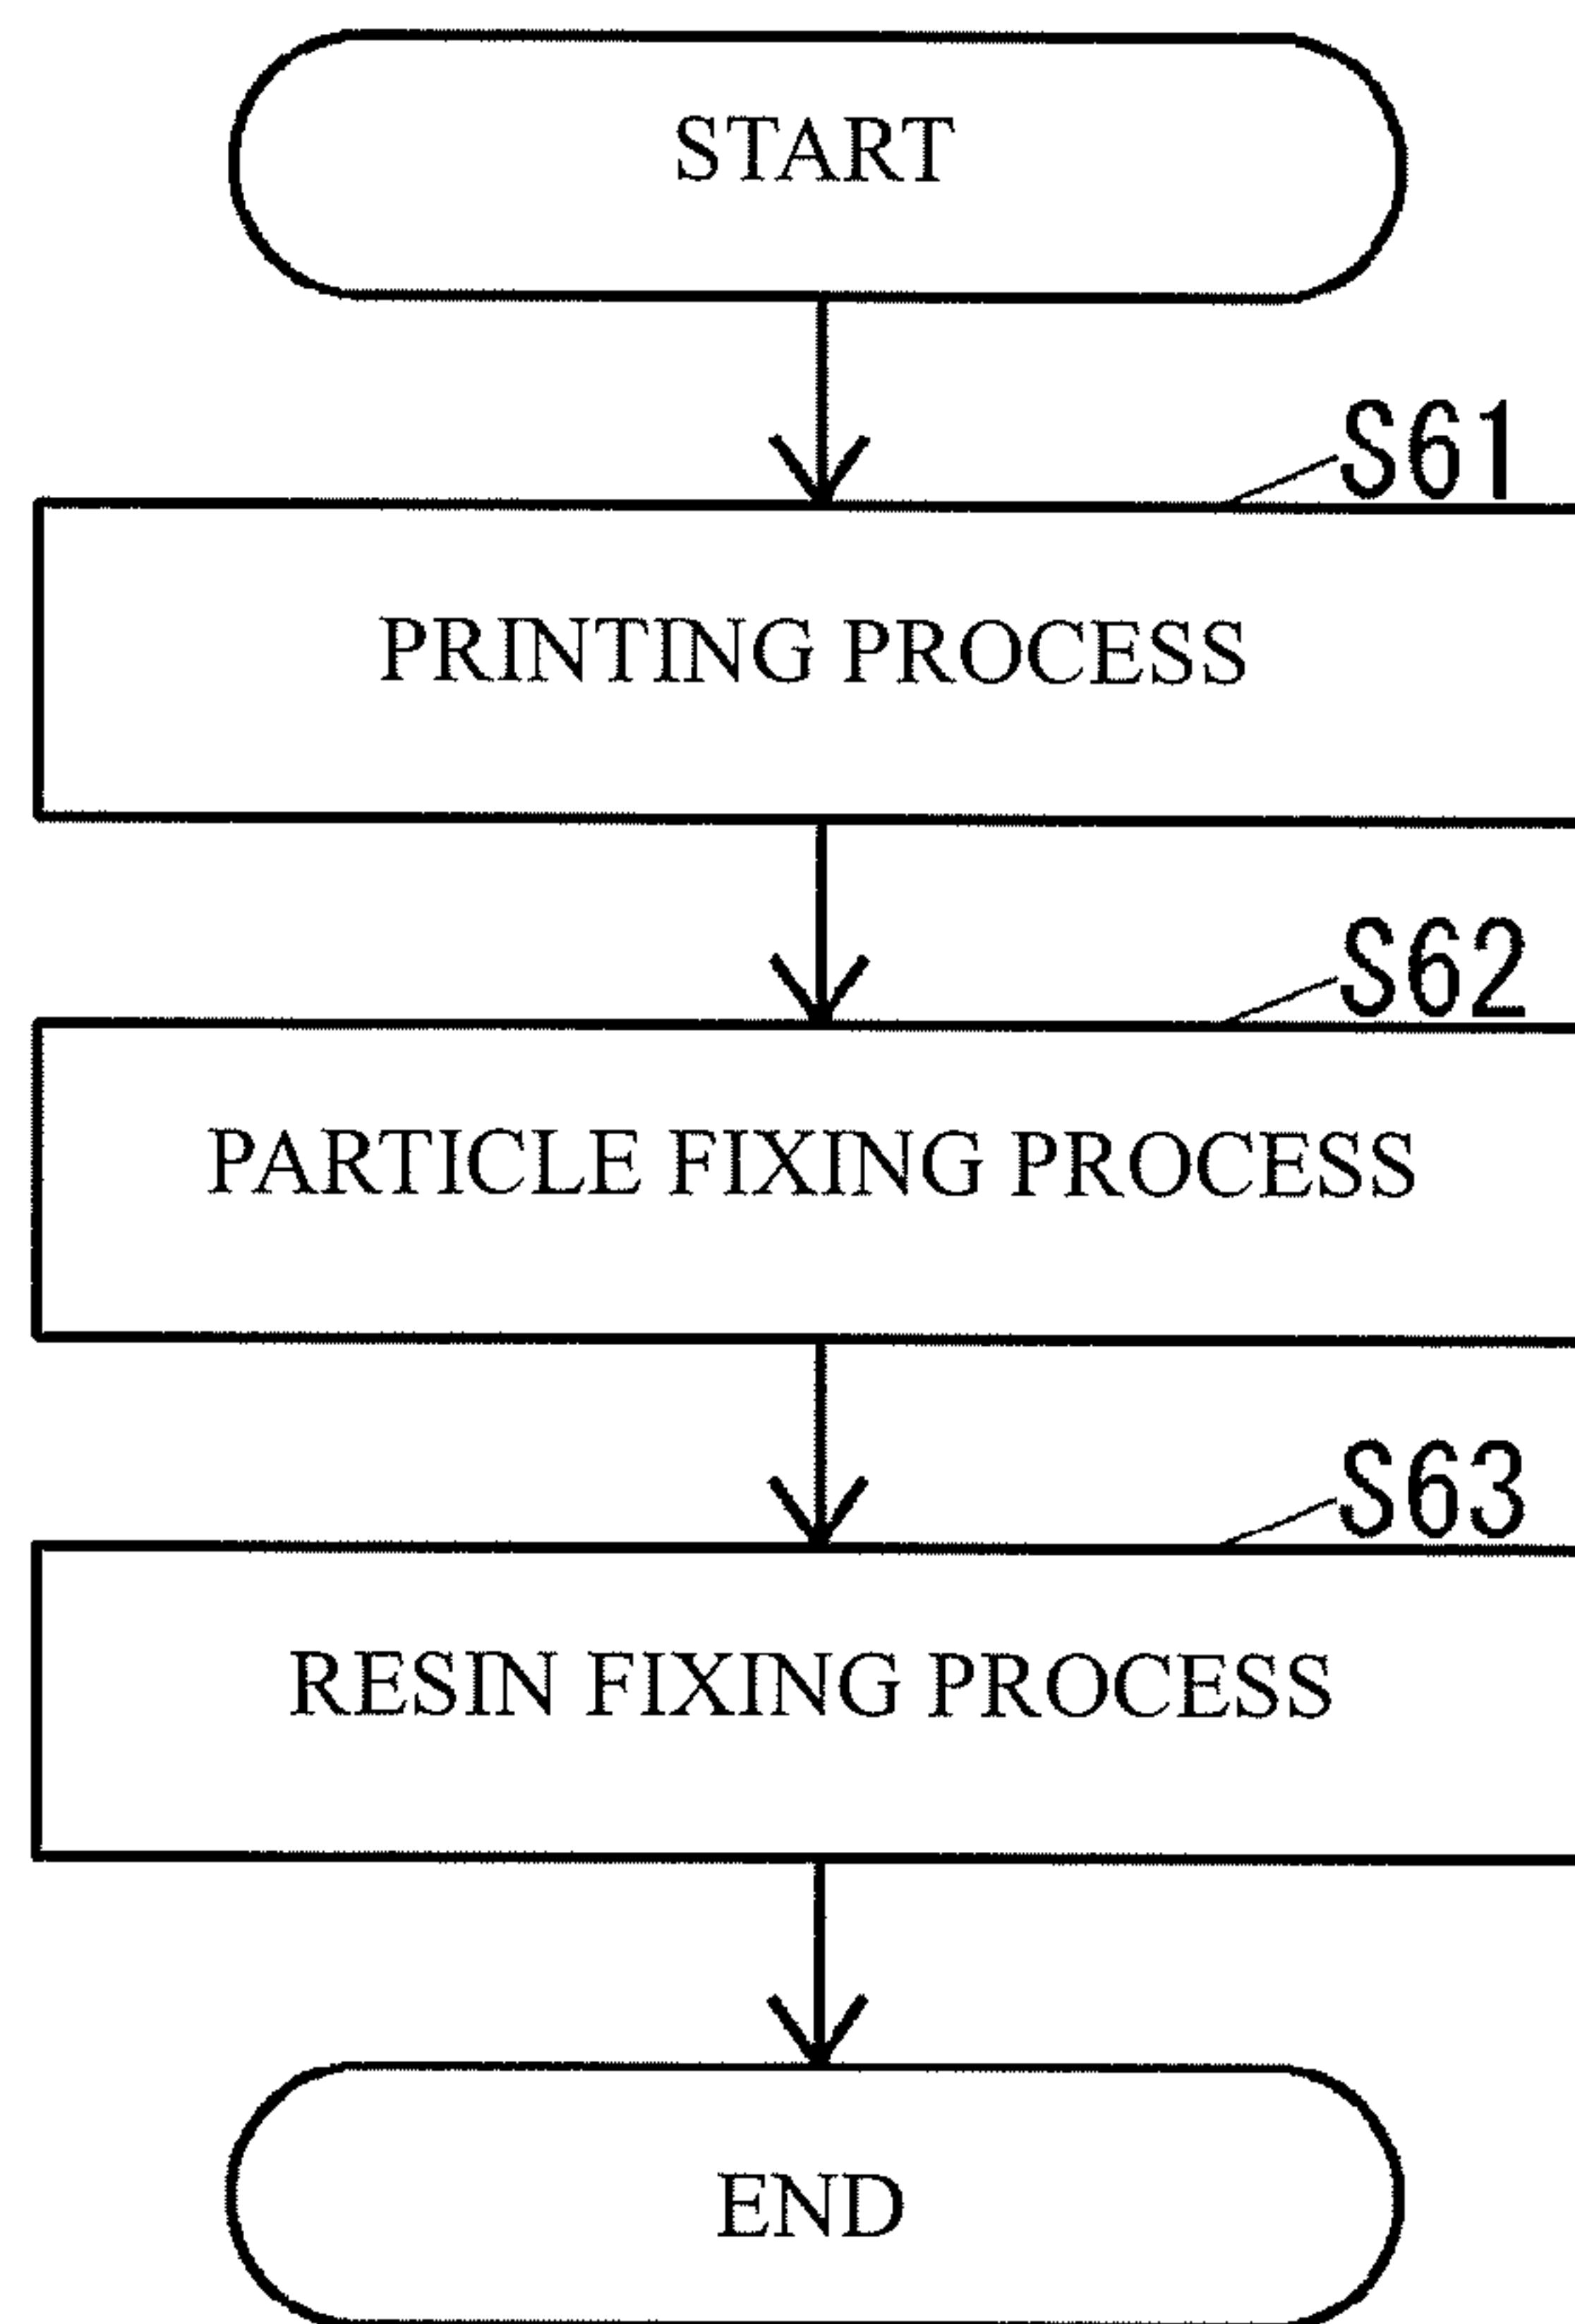 START
S61
PRINTING PROCESS
S62
PARTICLE FIXING PROCESS
S63
RESIN FIXING PROCESS
END